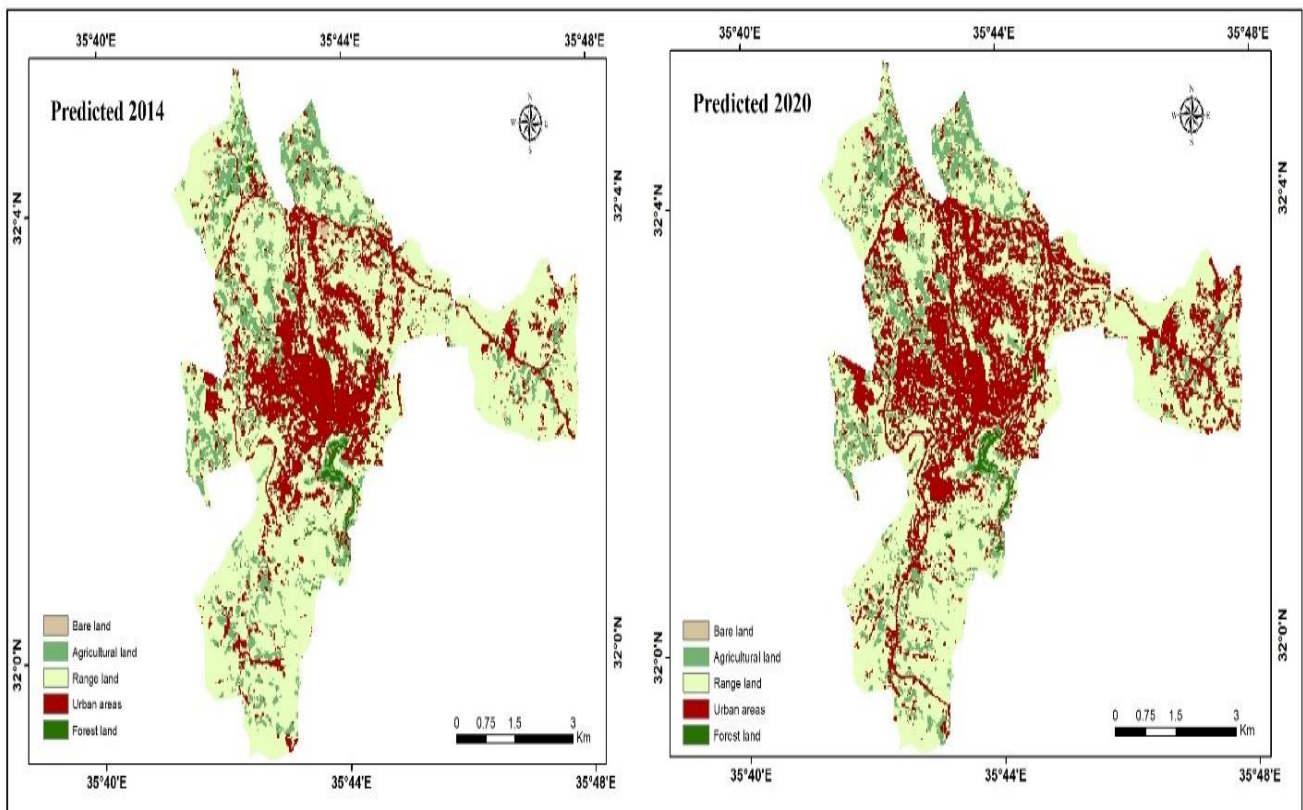 35°40'E 35°44'E 35°48'E
Predicted 2014
N
W E
S
32°4'N
32°4'N
32°0'N
32°0'N
Bare land
Agricultural land
Range land
Urban areas
Forest land
0 0.75 1.5 3
Km
35°40'E 35°44'E 35°48'E
35°40'E 35°44'E 35°48'E
Predicted 2020
N
W E
S
32°4'N
32°4'N
32°0'N
32°0'N
Bare land
Agricultural land
Range land
Urban areas
Forest land
0 0.75 1.5 3
Km
35°40'E 35°44'E 35°48'E